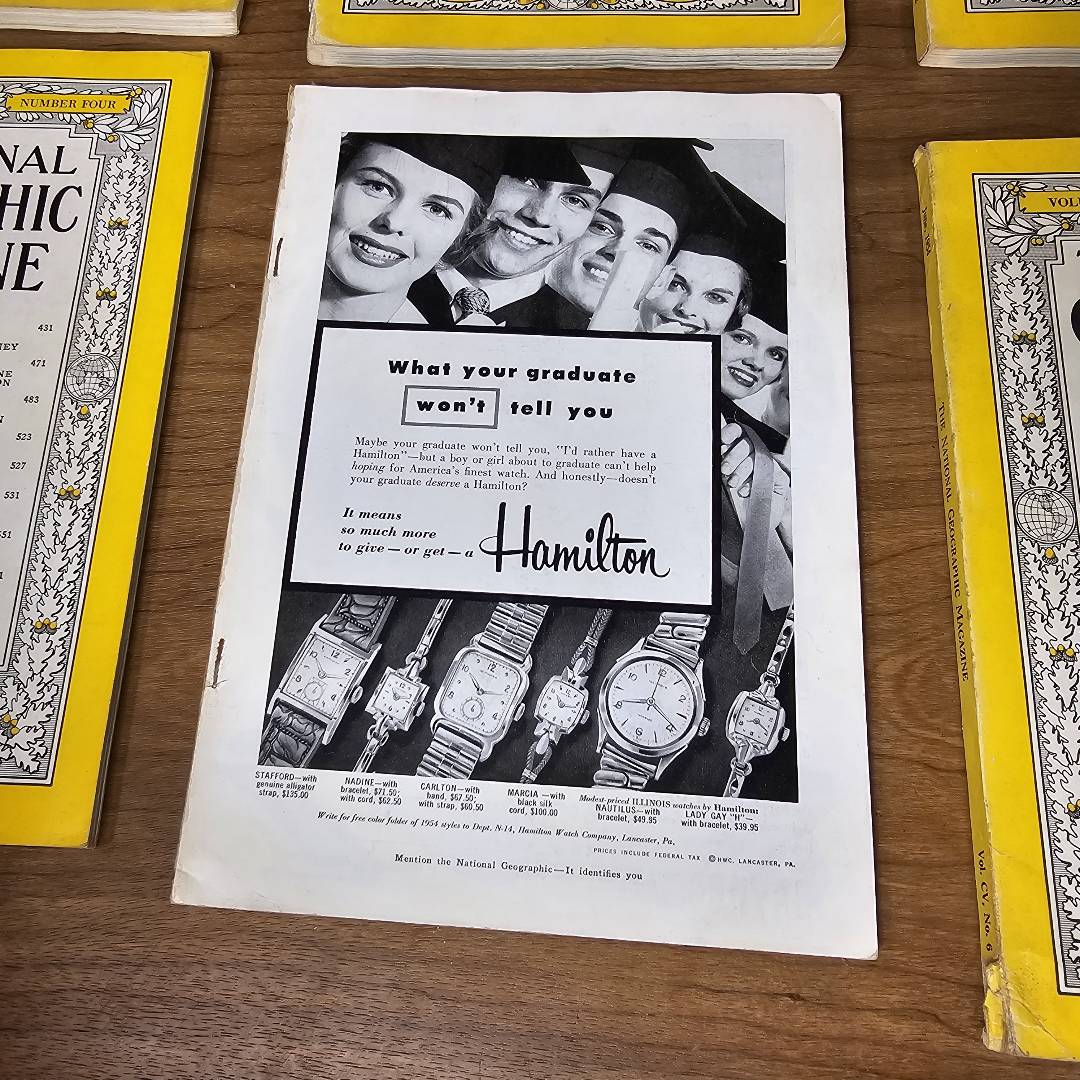 NUMBER FOUR
NAL
HIC
NE
431
NEY
471
NE
ON
483
N
523
527
531
551
What your graduate
won't tell you
Maybe your graduate won't tell you, "I'd rather have a
Hamilton"—but a boy or girl about to graduate can't help
hoping for America's finest watch. And honestly—doesn't
your graduate deserve a Hamilton?
It means
so much more
to give—or get—a Hamilton
STAFFORD—with
genuine alligator
strap, $135.00
NADINE—with
bracelet, $71.50;
with cord, $62.50
CARLTON—with
band, $67.50;
with strap, $60.50
MARCIA—with
black silk
cord, $100.00
Modest-priced ILLINOIS watches by Hamilton:
NAUTILUS—with
bracelet, $49.95
LADY GAY "H"—
with bracelet, $39.95
Write for free color folder of 1954 styles to Dept. N-14, Hamilton Watch Company, Lancaster, Pa.
PRICES INCLUDE FEDERAL TAX © HWC. LANCASTER, PA.
Mention the National Geographic—It identifies you
June, 1954
THE NATIONAL GEOGRAPHIC MAGAZINE
Vol. CV, No. 6
VOLU